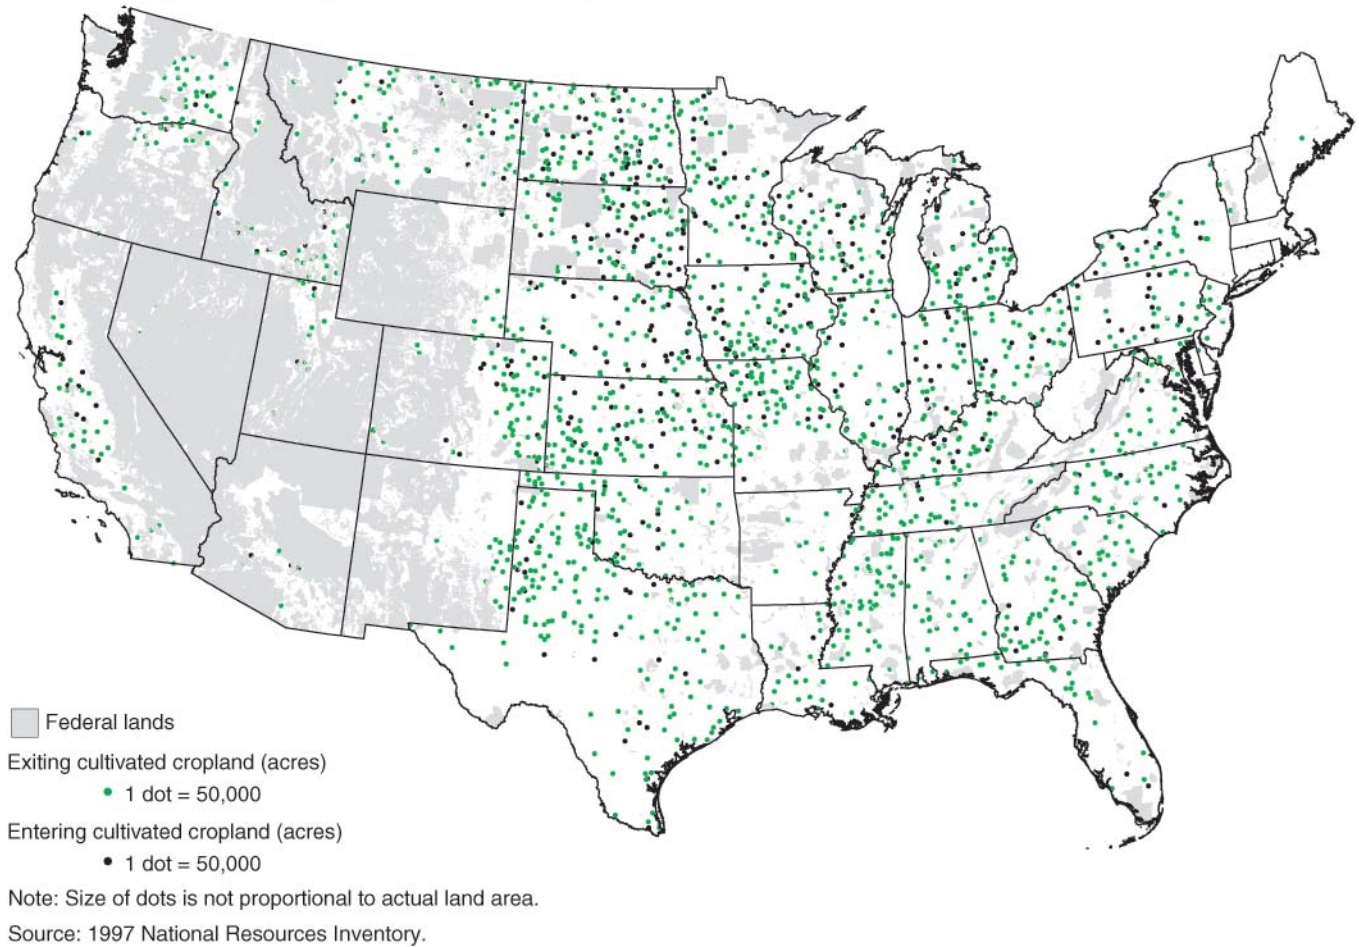 Federal lands
Exiting cultivated cropland (acres)
1 dot = 50,000
Entering cultivated cropland (acres)
1 dot = 50,000
Note: Size of dots is not proportional to actual land area.
Source: 1997 National Resources Inventory.